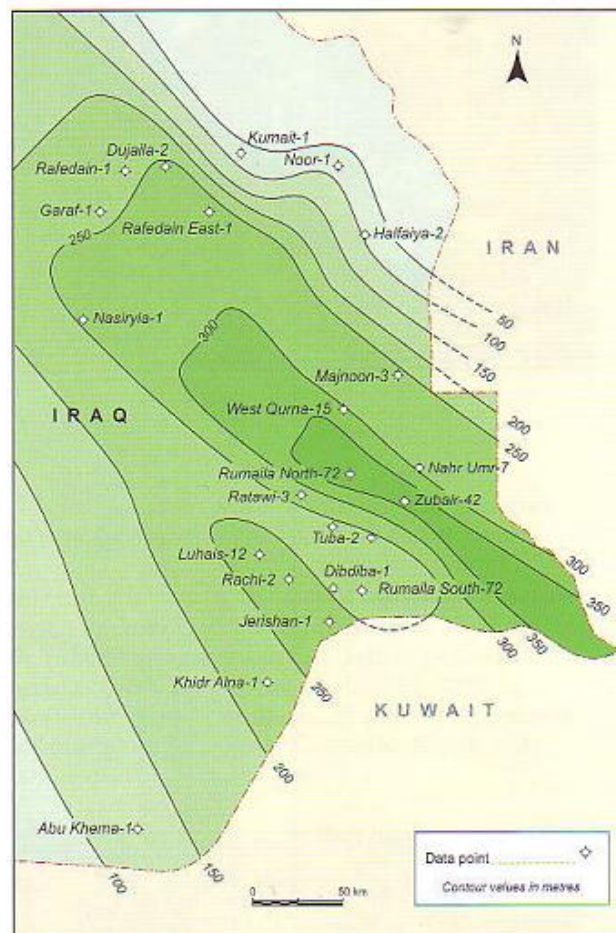 N
Kumait-1
Dujaila-2
Noor-1
Rafedain-1
Garaf-1
Rafedain East-1
Halfaiya-2
250
IRAN
Nasiryia-1
50
100
300
150
Majnoon-3
IRAQ
West Qurna-15
200
250
Rumaila North-72
Nahr Umr-7
Ratawi-3
Zubair-42
Tuba-2
Luhais-12
300
Rachi-2
Dibdiba-1
Rumaila South-72
350
Jerishan-1
300
350
Khidr Alna-1
250
KUWAIT
200
Abu Khema-1
Data point
100
150
0
50 km
Contour values in metres